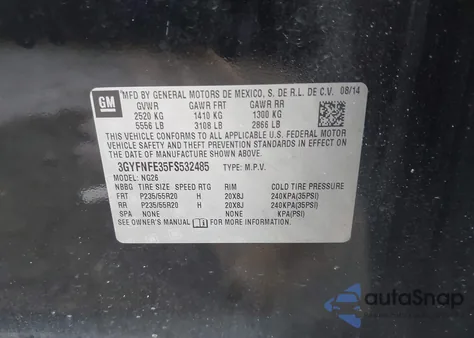 GM
MFD BY GENERAL MOTORS DE MEXICO, S. DE R.L. DE C.V. 08/14
GVWR GAWR FRT GAWR RR
2520 KG 1410 KG 1300 KG
5556 LB 3108 LB 2866 LB
THIS VEHICLE CONFORMS TO ALL APPLICABLE U.S. FEDERAL MOTOR
VEHICLE SAFETY, BUMPER, AND THEFT PREVENTION STANDARDS
IN EFFECT ON THE DATE OF MANUFACTURE SHOWN ABOVE.
3GYFNFE35FS532485 TYPE: M.P.V.
MODEL: NG26
NBBG TIRE SIZE SPEED RTG RIM COLD TIRE PRESSURE
FRT P235/55R20 H 20X8J 240KPA(35PSI)
RR P235/55R20 H 20X8J 240KPA(35PSI)
SPA NONE NONE KPA(PSI)
SEE OWNER'S MANUAL FOR MORE INFORMATION.
autoSnap